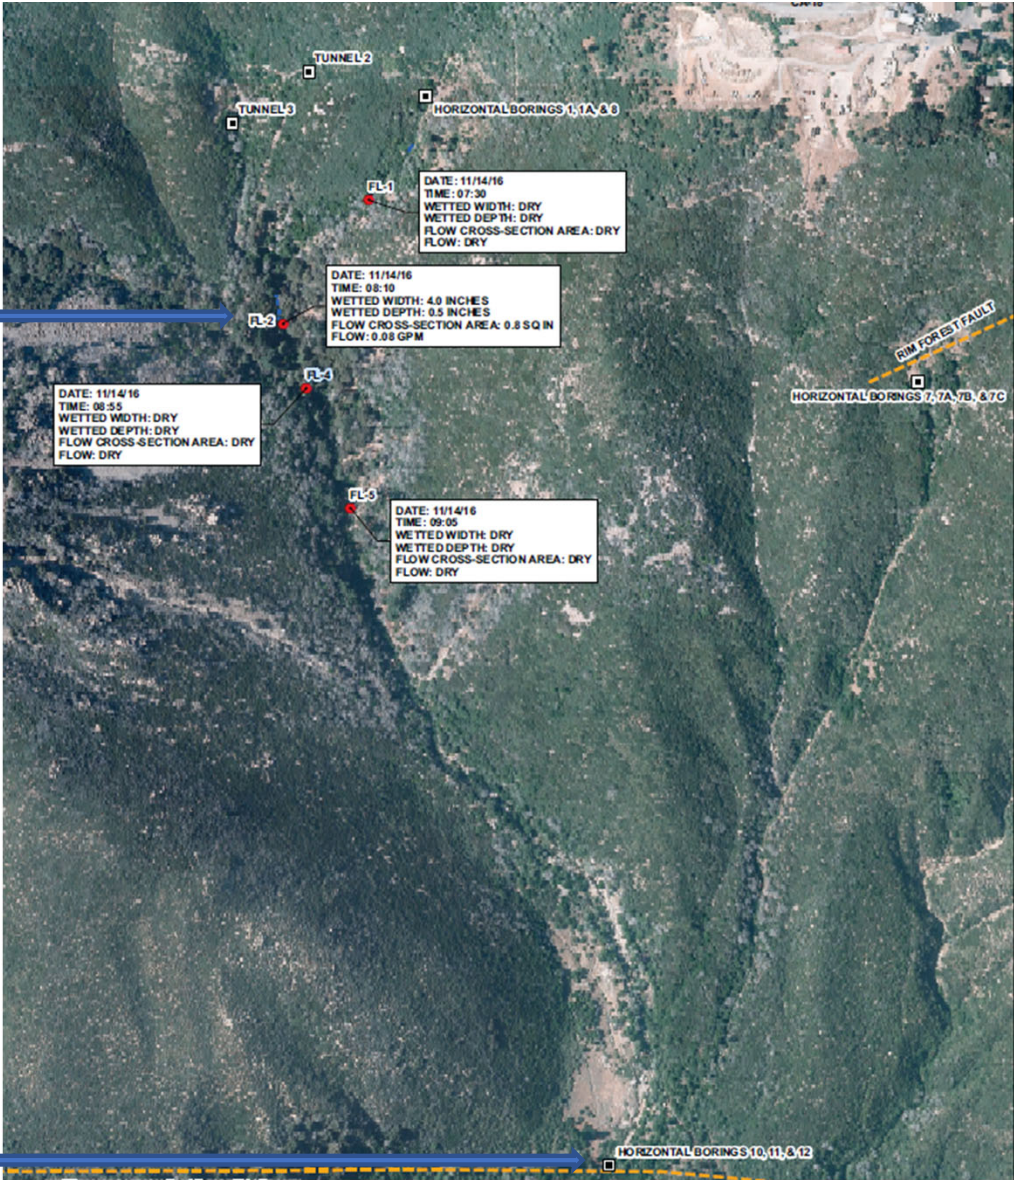 CA-18
TUNNEL 2
TUNNEL 3
HORIZONTAL BORINGS 1, 1A, & 8
FL-1
DATE: 11/14/16
TIME: 07:30
WETTED WIDTH: DRY
WETTED DEPTH: DRY
FLOW CROSS-SECTION AREA: DRY
FLOW: DRY
DATE: 11/14/16
TIME: 08:10
WETTED WIDTH: 4.0 INCHES
WETTED DEPTH: 0.5 INCHES
FLOW CROSS-SECTION AREA: 0.8 SQ IN
FLOW: 0.08 GPM
FL-2
RIM FOREST FAULT
HORIZONTAL BORINGS 7, 7A, 7B, & 7C
FL-4
DATE: 11/14/16
TIME: 08:55
WETTED WIDTH: DRY
WETTED DEPTH: DRY
FLOW CROSS-SECTION AREA: DRY
FLOW: DRY
FL-5
DATE: 11/14/16
TIME: 09:05
WETTED WIDTH: DRY
WETTED DEPTH: DRY
FLOW CROSS-SECTION AREA: DRY
FLOW: DRY
HORIZONTAL BORINGS 10, 11, & 12